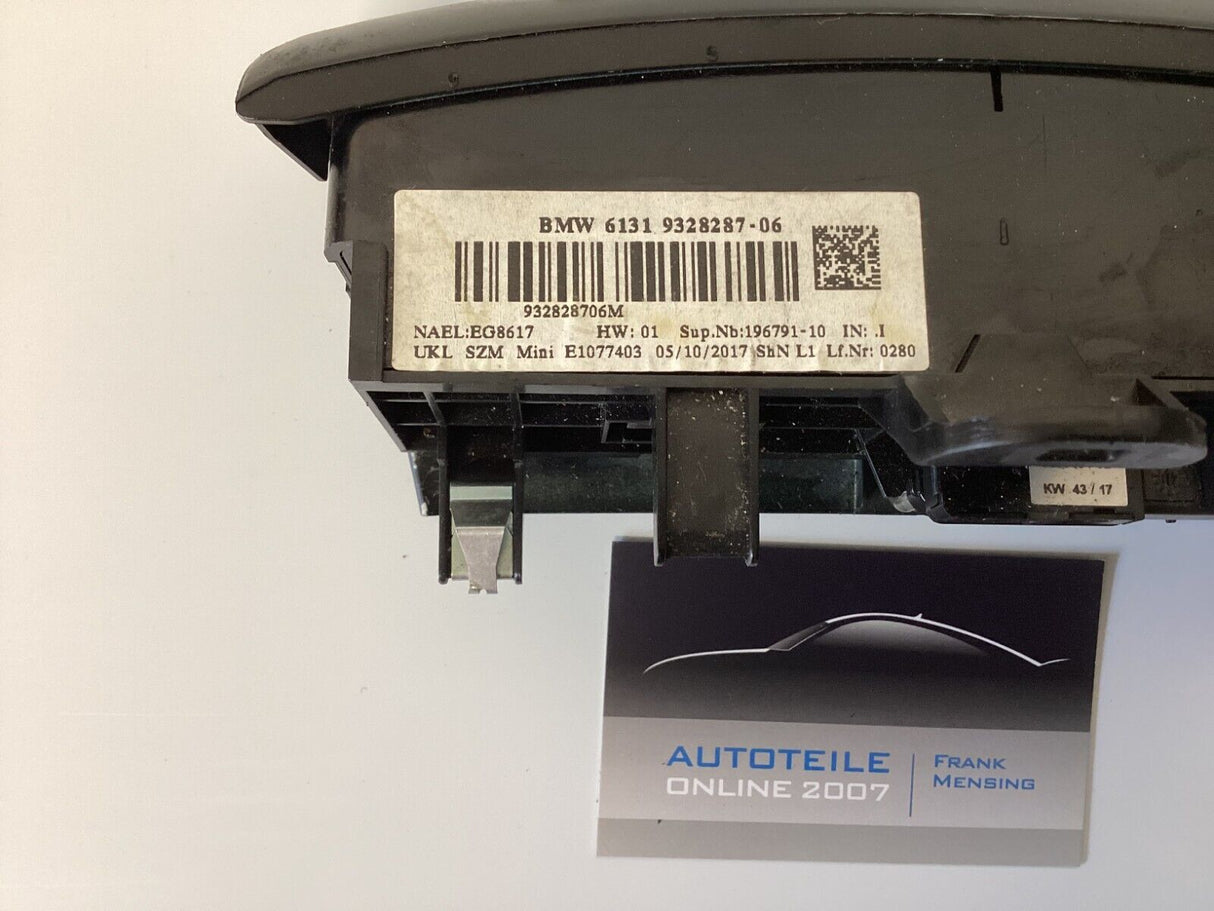 BMW 6131 9328287-06
932828706M
NAEL:EG8617 HW: 01 Sup.Nb:196791-10 IN: .I
UKL SZM Mini E1077403 05/10/2017 ShN L1 Lf.Nr: 0280
KW 43/17
AUTOTEILE
ONLINE 2007
FRANK
MENSING